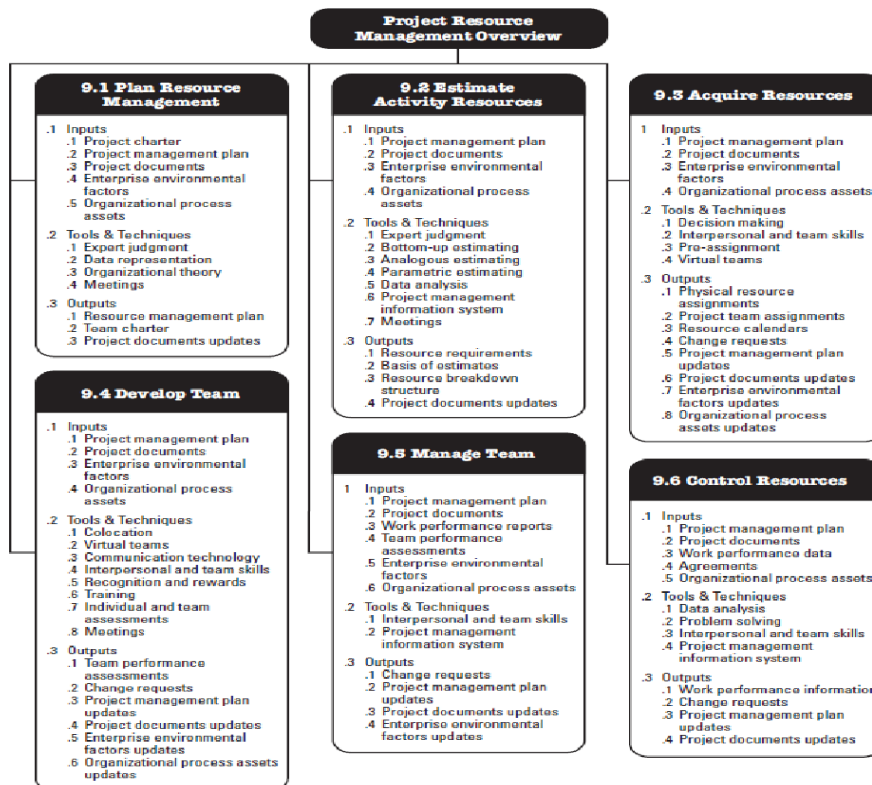 Project Resource
Management Overview
9.1 Plan Resource
Management
.1 Inputs
.1 Project charter
.2 Project management plan
.3 Project documents
.4 Enterprise environmental
factors
.5 Organizational process
assets
.2 Tools & Techniques
.1 Expert judgment
.2 Data representation
.3 Organizational theory
.4 Meetings
.3 Outputs
.1 Resource management plan
.2 Team charter
.3 Project documents updates
9.2 Estimate
Activity Resources
.1 Inputs
.1 Project management plan
.2 Project documents
.3 Enterprise environmental
factors
.4 Organizational process
assets
.2 Tools & Techniques
.1 Expert judgment
.2 Bottom-up estimating
.3 Analogous estimating
.4 Parametric estimating
.5 Data analysis
.6 Project management
information system
.7 Meetings
.3 Outputs
.1 Resource requirements
.2 Basis of estimates
.3 Resource breakdown
structure
.4 Project documents updates
9.3 Acquire Resources
1 Inputs
.1 Project management plan
.2 Project documents
.3 Enterprise environmental
factors
.4 Organizational process assets
.2 Tools & Techniques
.1 Decision making
.2 Interpersonal and team skills
.3 Pre-assignment
.4 Virtual teams
.3 Outputs
.1 Physical resource
assignments
.2 Project team assignments
.3 Resource calendars
.4 Change requests
.5 Project management plan
updates
.6 Project documents updates
.7 Enterprise environmental
factors updates
.8 Organizational process
assets updates
9.4 Develop Team
.1 Inputs
.1 Project management plan
.2 Project documents
.3 Enterprise environmental
factors
.4 Organizational process
assets
.2 Tools & Techniques
.1 Colocation
.2 Virtual teams
.3 Communication technology
.4 Interpersonal and team skills
.5 Recognition and rewards
.6 Training
.7 Individual and team
assessments
.8 Meetings
.3 Outputs
.1 Team performance
assessments
.2 Change requests
.3 Project management plan
updates
.4 Project documents updates
.5 Enterprise environmental
factors updates
.6 Organizational process assets
updates
9.5 Manage Team
1 Inputs
.1 Project management plan
.2 Project documents
.3 Work performance reports
.4 Team performance
assessments
.5 Enterprise environmental
factors
.6 Organizational process assets
.2 Tools & Techniques
.1 Interpersonal and team skills
.2 Project management
information system
.3 Outputs
.1 Change requests
.2 Project management plan
updates
.3 Project documents updates
.4 Enterprise environmental
factors updates
9.6 Control Resources
.1 Inputs
.1 Project management plan
.2 Project documents
.3 Work performance data
.4 Agreements
.5 Organizational process assets
.2 Tools & Techniques
.1 Data analysis
.2 Problem solving
.3 Interpersonal and team skills
.4 Project management
information system
.3 Outputs
.1 Work performance information
.2 Change requests
.3 Project management plan
updates
.4 Project documents updates